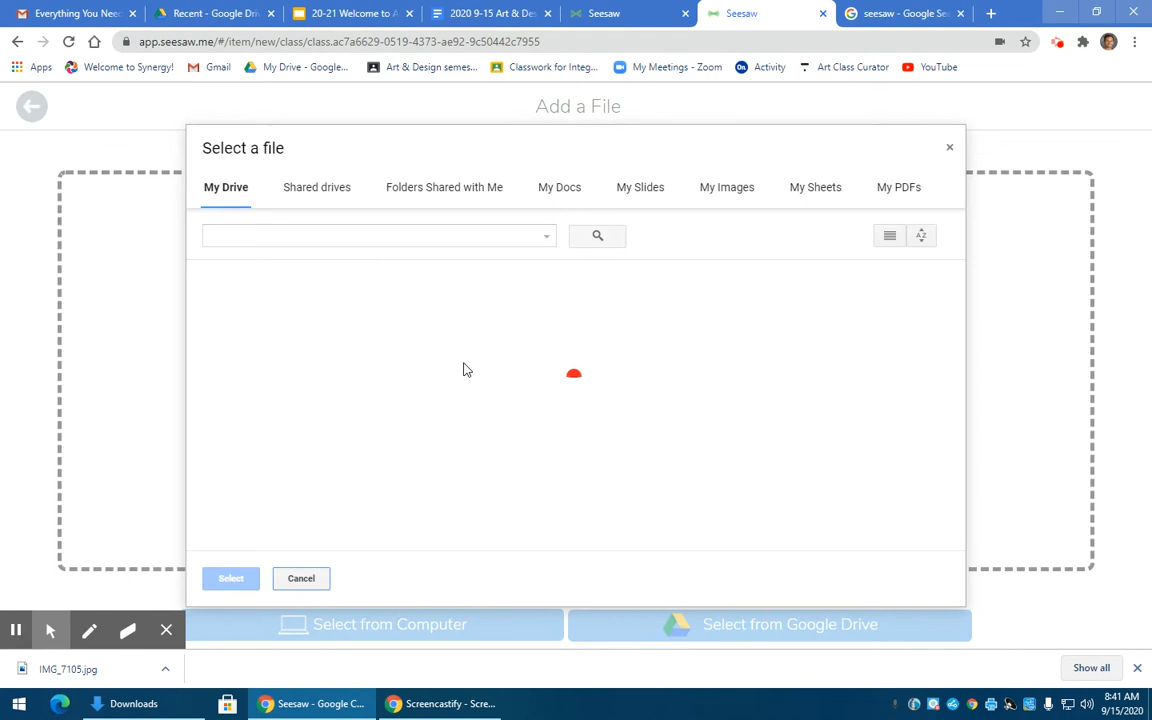 Everything You Need
Recent - Google Dri
20-21 Welcome to A
2020 9-15 Art & De
Seesaw
Seesaw
seesaw - Google Se
app.seesaw.me/#/item/new/class/class.ac7a6629-0519-4373-ae92-9c50442c7955
Apps
Welcome to Synergy!
Gmail
My Drive - Google...
Art & Design semes...
Classwork for Integ...
My Meetings - Zoom
On
Activity
Art Class Curator
YouTube
Add a File
Select a file
My Drive
Shared drives
Folders Shared with Me
My Docs
My Slides
My Images
My Sheets
My PDFs
AZ
Select
Cancel
Select from Computer
Select from Google Drive
IMG_7105.jpg
Show all
Downloads
Seesaw - Google C...
Screencastify - Scre...
8:41 AM
9/15/2020